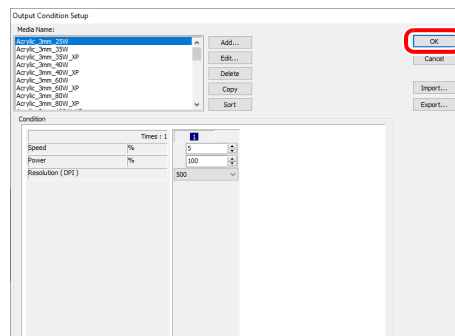 Output Condition Setup
Media Name:
Acrylic_3mm_25W
Acrylic_3mm_35W
Acrylic_3mm_35W_XP
Acrylic_3mm_40W
Acrylic_3mm_40W_XP
Acrylic_3mm_60W
Acrylic_3mm_60W_XP
Acrylic_3mm_80W
Acrylic_3mm_80W_XP
Add...
Edit...
Delete
Copy
Sort
OK
Cancel
Import...
Export...
Condition
Times : 1 1
Speed % 5
Power % 100
Resolution ( DPI ) 500